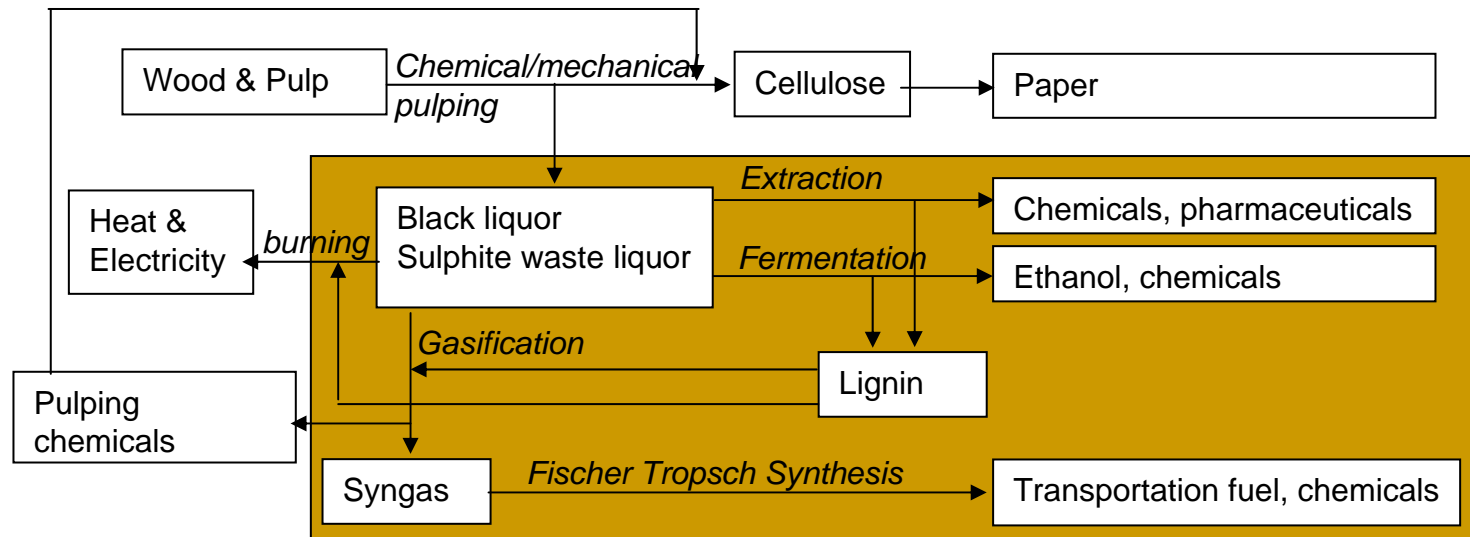 Wood & Pulp
Chemical/mechanical
pulping
Cellulose
Paper
Heat &
Electricity
burning
Black liquor
Sulphite waste liquor
Extraction
Chemicals, pharmaceuticals
Fermentation
Ethanol, chemicals
Gasification
Lignin
Pulping
chemicals
Syngas
Fischer Tropsch Synthesis
Transportation fuel, chemicals